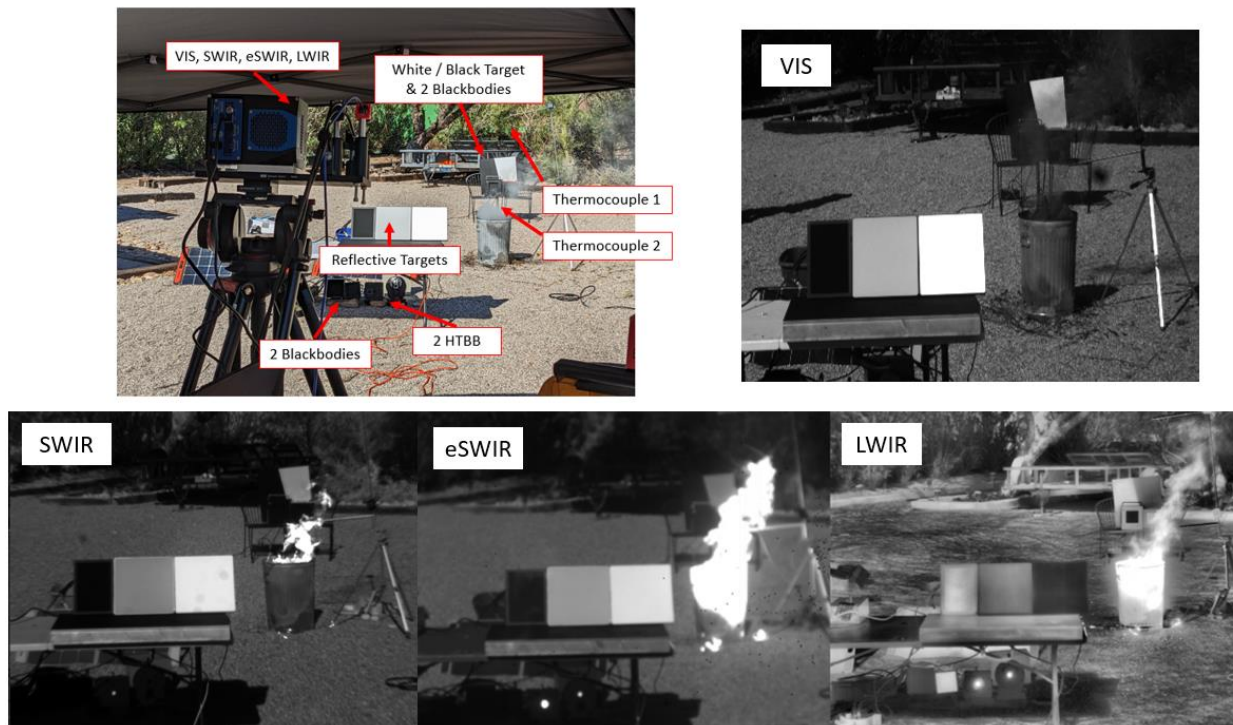 VIS, SWIR, eSWIR, LWIR
White / Black Target
& 2 Blackbodies
Thermocouple 1
Thermocouple 2
Reflective Targets
2 Blackbodies
2 HTBB
VIS
SWIR
eSWIR
LWIR